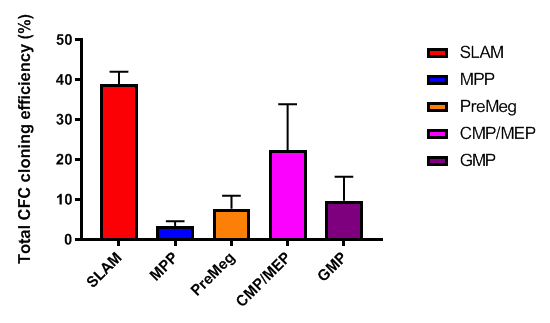 Total CFC cloning efficiency (%)
50
40
30
20
10
0
SLAM
MPP
PreMeg
CMP/MEP
GMP
SLAM
MPP
PreMeg
CMP/MEP
GMP